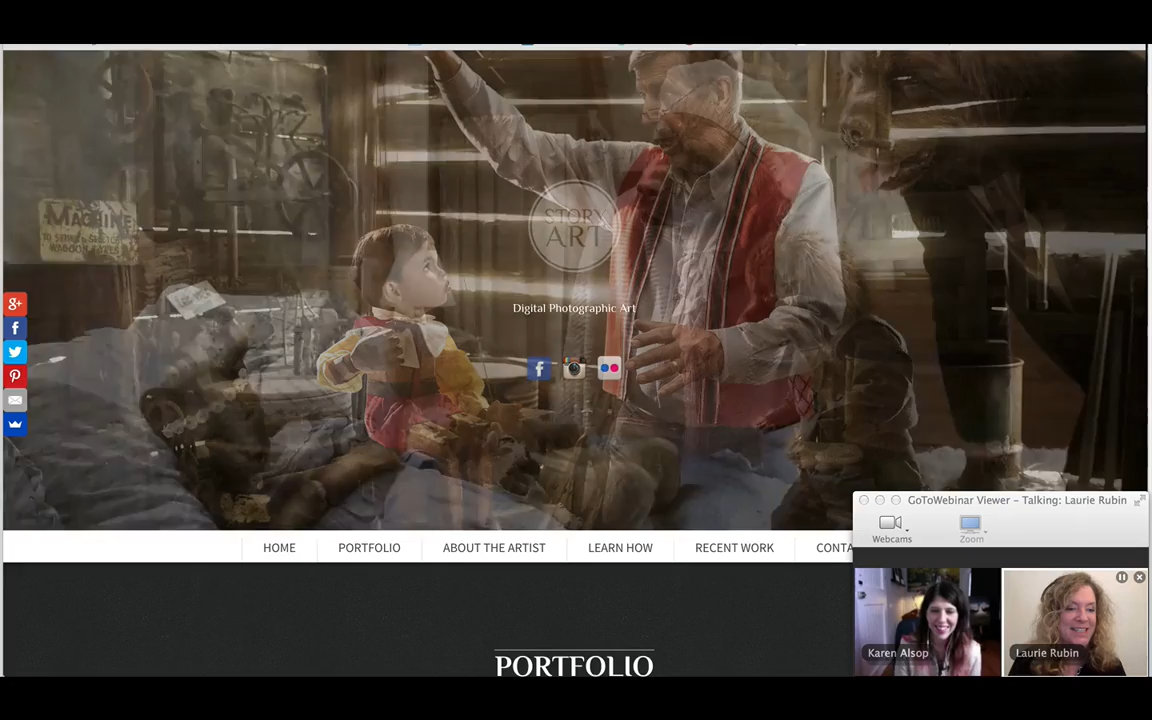 MACHINE
STORY
ART
Digital Photographic Art
HOME
PORTFOLIO
ABOUT THE ARTIST
LEARN HOW
RECENT WORK
CONTA
PORTFOLIO
GoToWebinar Viewer – Talking: Laurie Rubin
Webcams
Zoom
Karen Alsop
Laurie Rubin